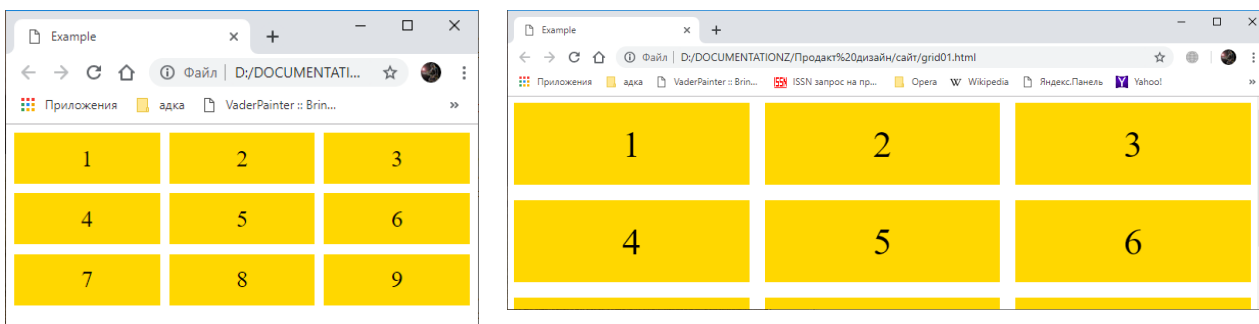 Example
Файл | D:/DOCUMENTATI...
Приложения адка VaderPainter :: Brin... »
1 2 3
4 5 6
7 8 9
Example
Файл | D:/DOCUMENTATIONZ/Продакт%20дизайн/сайт/grid01.html
Приложения адка VaderPainter :: Brin... ISSN ISSN запрос на пр... Opera W Wikipedia Яндекс.Панель Y Yahoo! »
1 2 3
4 5 6